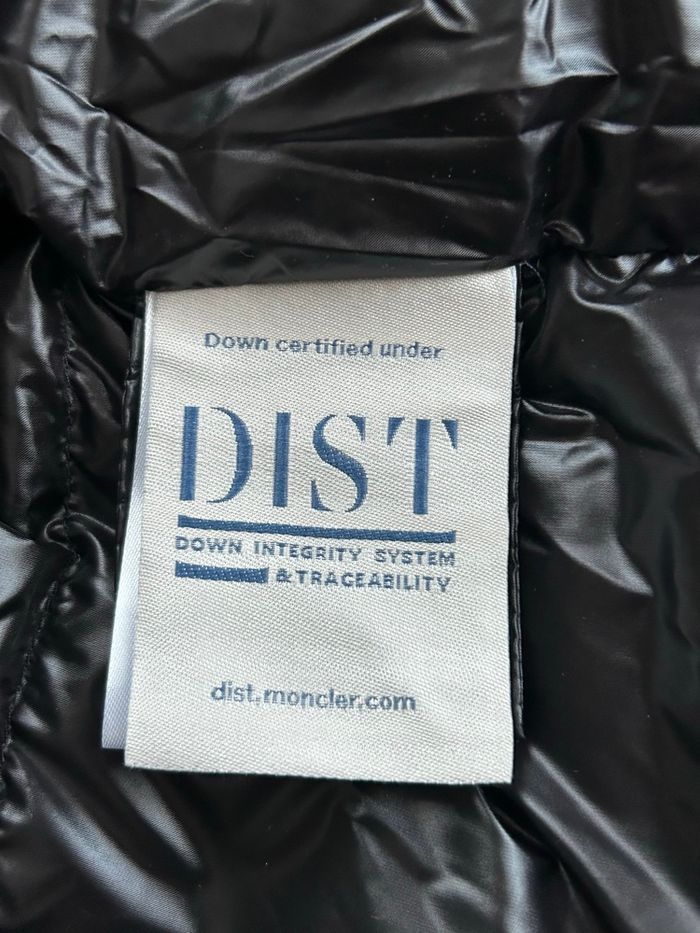 Down certified under
DIST
DOWN INTEGRITY SYSTEM
& TRACEABILITY
dist.moncler.com